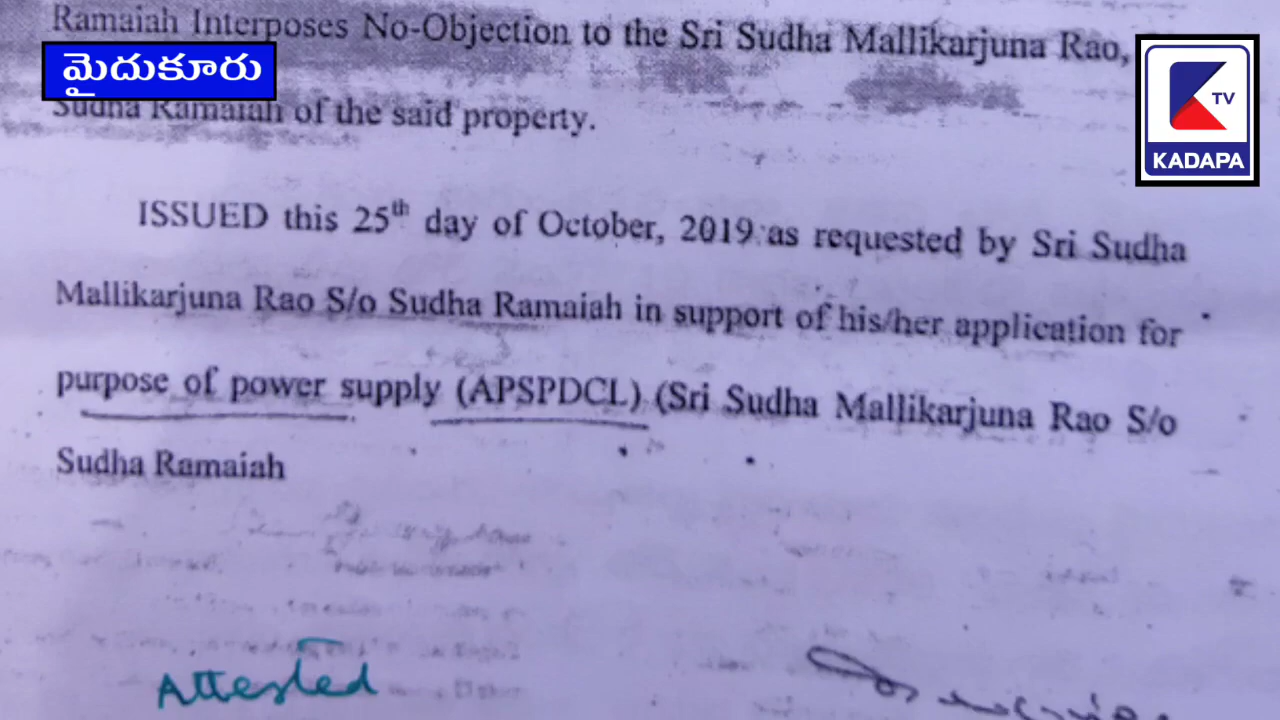 Ramaiah Interposes No-Objection to the Sri Sudha Mallikarjuna Rao,
మైదుకూరు
TV
KADAPA
Sudha Ramaiah of the said property.
ISSUED this 25th day of October, 2019 as requested by Sri Sudha
Mallikarjuna Rao S/o Sudha Ramaiah in support of his/her application for
purpose of power supply (APSPDCL) (Sri Sudha Mallikarjuna Rao S/o
Sudha Ramaiah
Attested